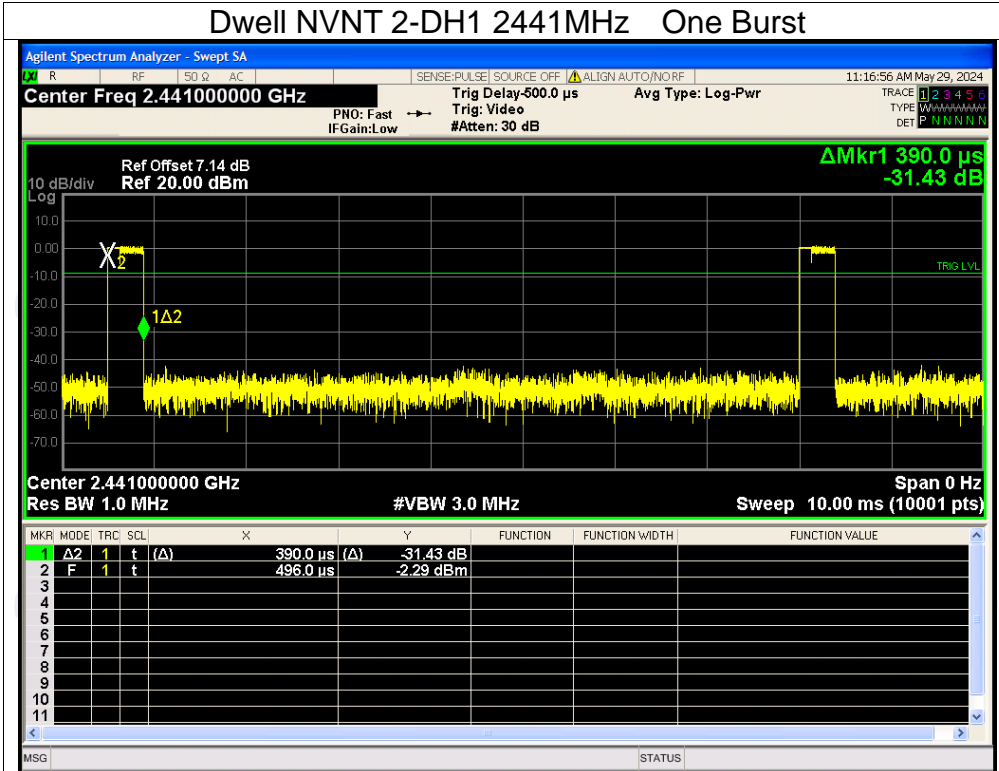 Dwell NVNT 2-DH1 2441MHz One Burst
Agilent Spectrum Analyzer - Swept SA
LXI R RF 50 Ω AC SENSE:PULSE SOURCE OFF ALIGN AUTO/NORF 11:16:56 AM May 29, 2024
Center Freq 2.441000000 GHz Trig Delay-500.0 µs Avg Type: Log-Pwr TRACE 1 2 3 4 5 6
PNO: Fast Trig: Video TYPE WWWWWW
IFGain:Low #Atten: 30 dB DET P N N N N N
ΔMkr1 390.0 µs
-31.43 dB
Ref Offset 7.14 dB
10 dB/div Ref 20.00 dBm
Log
10.0
0.00
X2
TRIG LVL
-10.0
-20.0
1Δ2
-30.0
-40.0
-50.0
-60.0
-70.0
Center 2.441000000 GHz Span 0 Hz
Res BW 1.0 MHz #VBW 3.0 MHz Sweep 10.00 ms (10001 pts)
MKR MODE TRC SCL X Y FUNCTION FUNCTION WIDTH FUNCTION VALUE
1 Δ2 1 t (Δ) 390.0 µs (Δ) -31.43 dB
2 F 1 t 496.0 µs -2.29 dBm
3
4
5
6
7
8
9
10
11
MSG STATUS